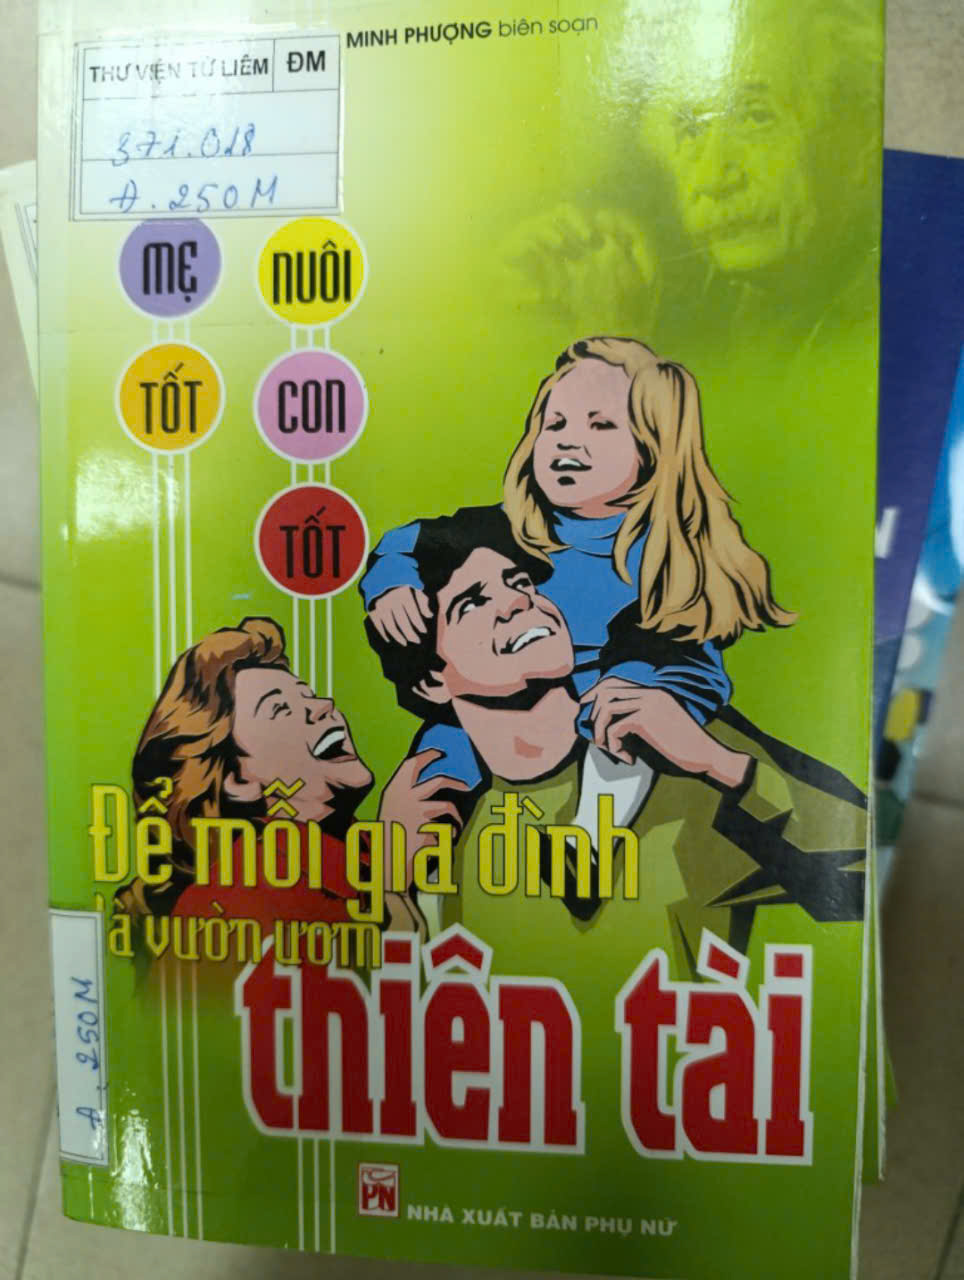 MINH PHƯỢNG biên soạn
THƯ VIỆN TỪ LIÊM ĐM
371.018
Đ.250M
MẸ NUÔI
TỐT CON
TỐT
Để mỗi gia đình
là vườn ươm
thiên tài
Đ.250M
PN NHÀ XUẤT BẢN PHỤ NỮ